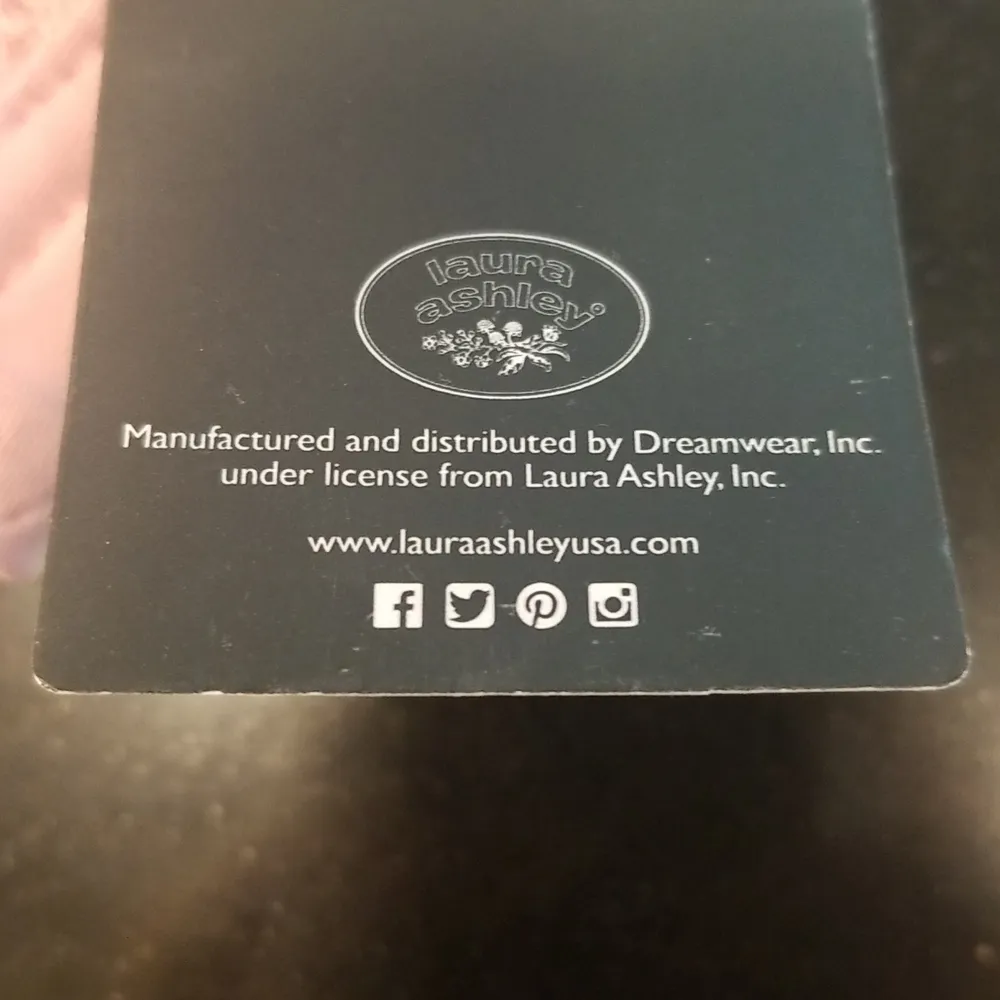 laura
ashley®
Manufactured and distributed by Dreamwear, Inc.
under license from Laura Ashley, Inc.
www.lauraashleyusa.com